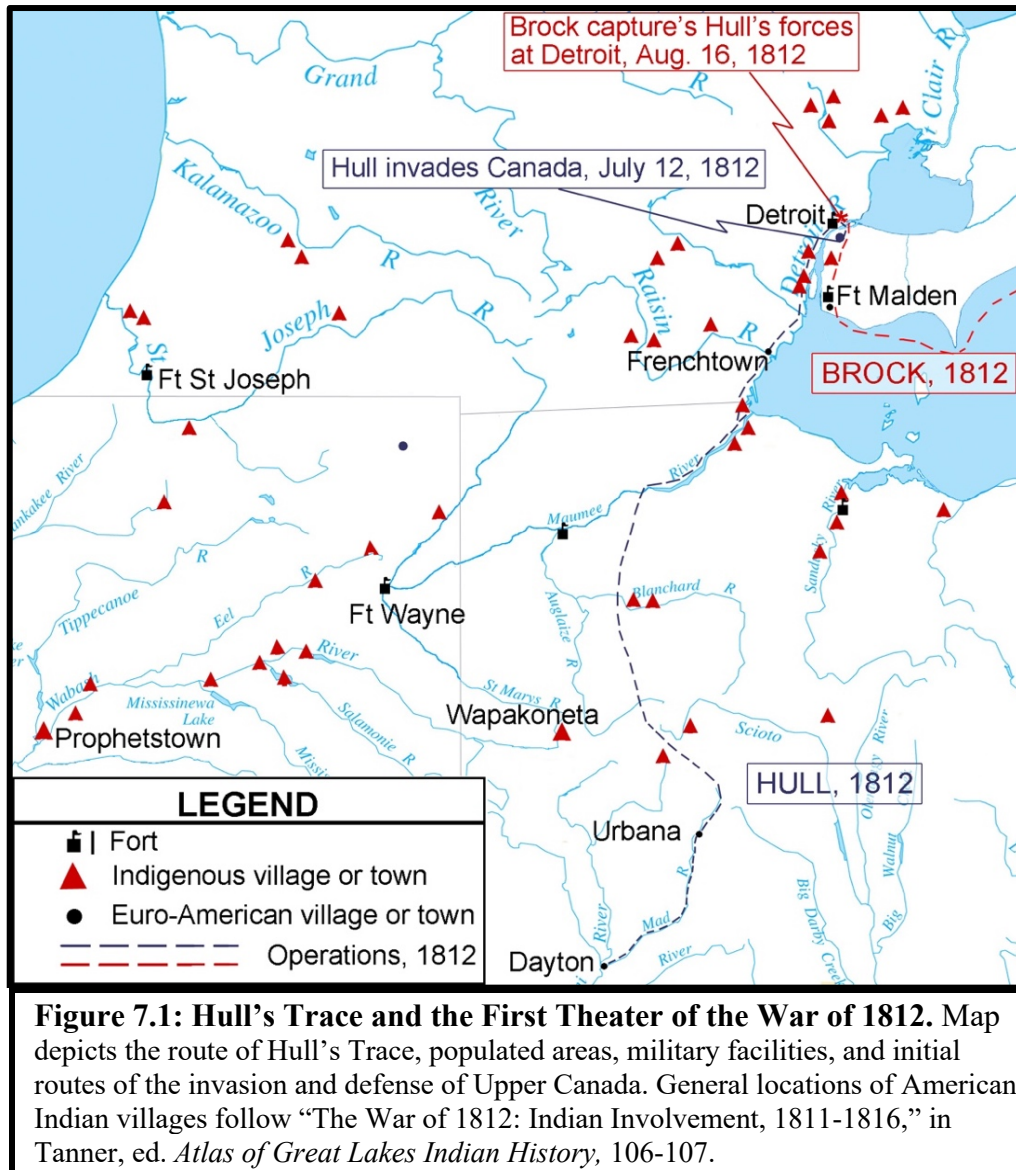 Brock capture's Hull's forces
at Detroit, Aug. 16, 1812
Grand
R
St Clair R
Hull invades Canada, July 12, 1812
Kalamazoo
River
Detroit
Detroit R
R
Raisin
Ft Malden
Joseph
R
St
R
Frenchtown
BROCK, 1812
Ft St Joseph
River
ankakee River
Maumee
Sandusky River
R
Tippecanoe
Eel
R
Blanchard R
Ft Wayne
Auglaize R
River
Wabash
St Marys R
Mississinewa
Lake
Salamonie R
Wapakoneta
Scioto
Prophetstown
HULL, 1812
River
LEGEND
Fort
Urbana
Indigenous village or town
Walnut
R
Big Darby Creek
Big
Euro-American village or town
River
Mad
Operations, 1812
Dayton
River
Figure 7.1: Hull's Trace and the First Theater of the War of 1812. Map
depicts the route of Hull's Trace, populated areas, military facilities, and initial
routes of the invasion and defense of Upper Canada. General locations of American
Indian villages follow “The War of 1812: Indian Involvement, 1811-1816,” in
Tanner, ed. Atlas of Great Lakes Indian History, 106-107.